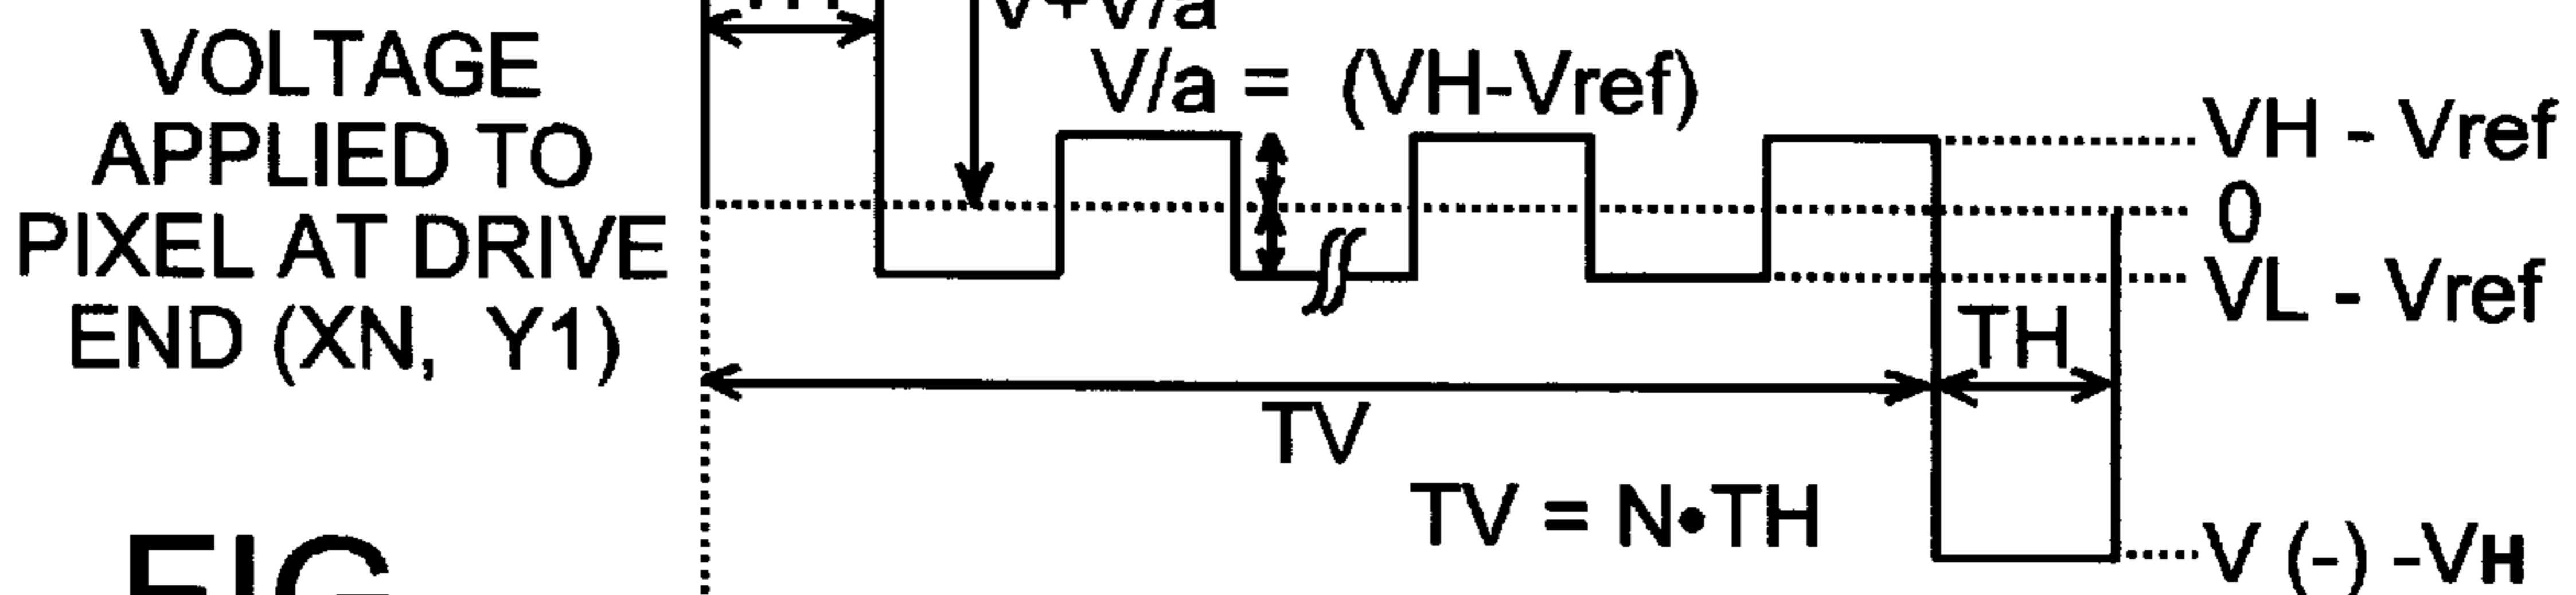 V+V/a
VOLTAGE
APPLIED TO
PIXEL AT DRIVE
END (XN, Y1)
V/a = (VH-Vref)
VH - Vref
0
VL - Vref
TH
TV
TV = N•TH
V (-) -VH
FIG